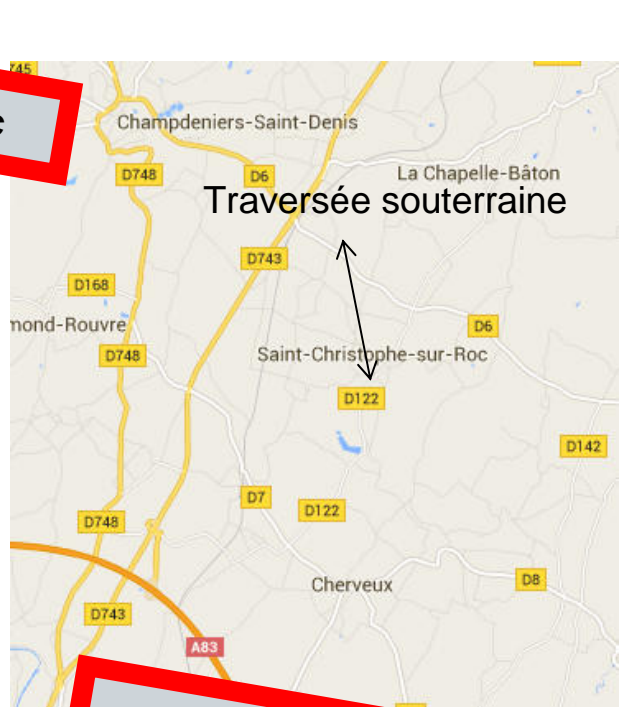 745
c
Champdeniers-Saint-Denis
D748
D6
La Chapelle-Bâton
Traversée souterraine
D743
D168
mond-Rouvre
D6
D748
Saint-Christophe-sur-Roc
D122
D142
D7
D122
D748
Cherveux
D8
D743
A83